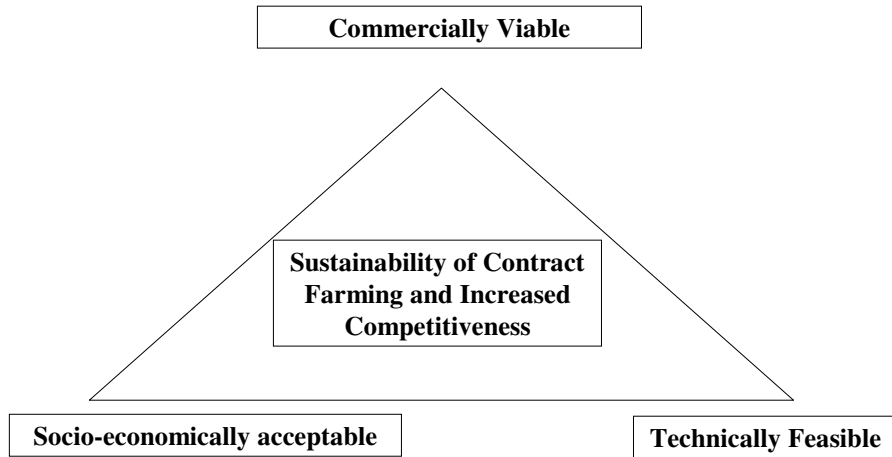 Commercially Viable
Sustainability of Contract
Farming and Increased
Competitiveness
Socio-economically acceptable
Technically Feasible